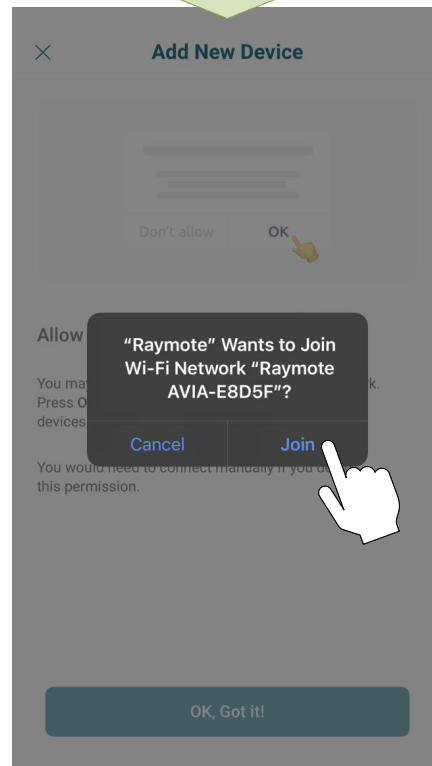 Add New Device
Don't allow
OK
Allow
"Raymote" Wants to Join
Wi-Fi Network "Raymote
AVIA-E8D5F"?
You ma
k.
Press O
devices
Cancel
Join
You would need to connect manually if you d
this permission.
OK, Got it!